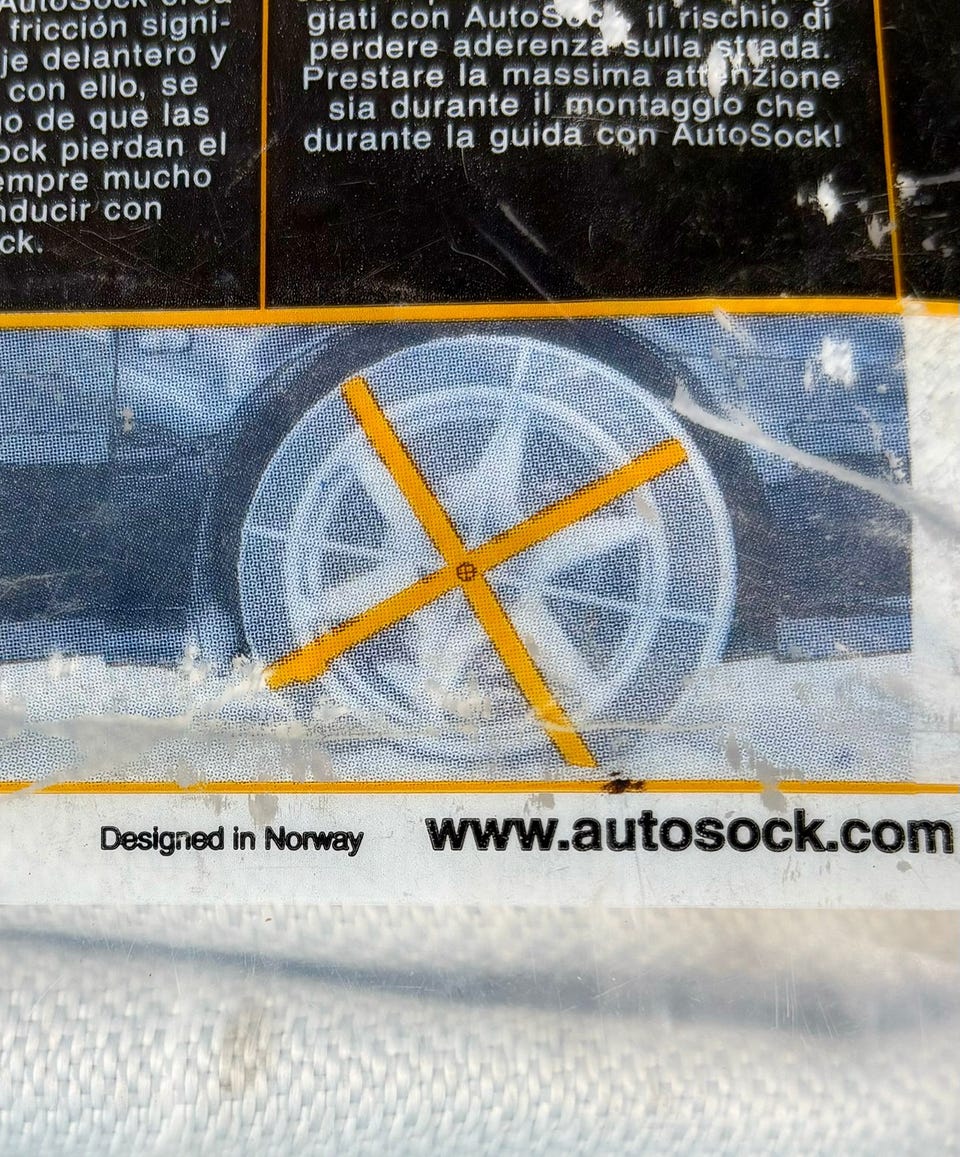 fricción signi-
je delantero y
con ello, se
o de que las
ock pierdan el
empre mucho
nducir con
ck.
giati con AutoSock, il rischio di
perdere aderenza sulla strada.
Prestare la massima attenzione
sia durante il montaggio che
durante la guida con AutoSock!
Designed in Norway
www.autosock.com